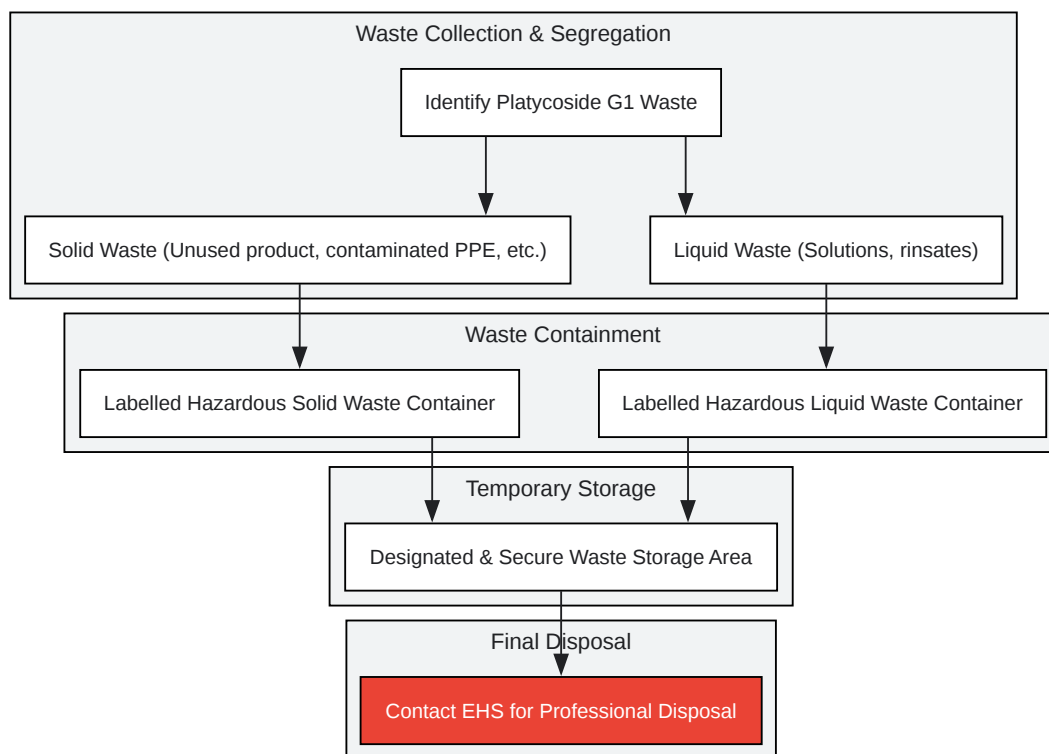 Waste Collection & Segregation
Identify Platycoside G1 Waste
Solid Waste (Unused product, contaminated PPE, etc.)
Liquid Waste (Solutions, rinsates)
Waste Containment
Labelled Hazardous Solid Waste Container
Labelled Hazardous Liquid Waste Container
Temporary Storage
Designated & Secure Waste Storage Area
Final Disposal
Contact EHS for Professional Disposal